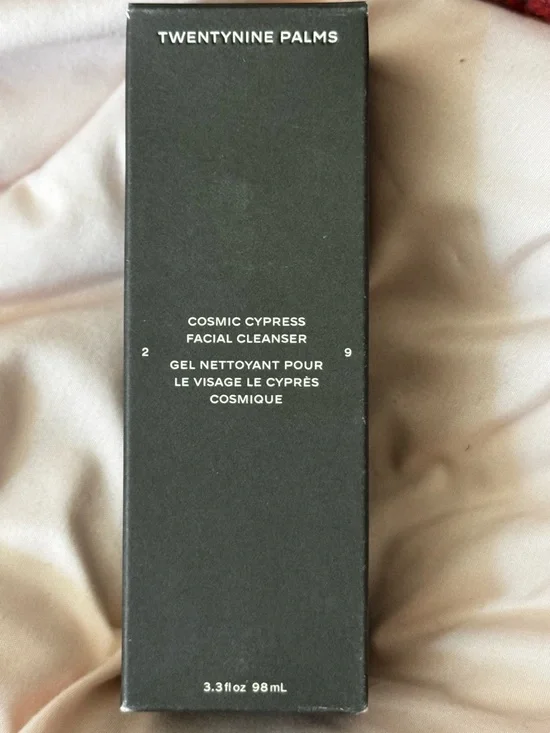 TWENTYNINE PALMS
COSMIC CYPRESS
FACIAL CLEANSER
2
9
GEL NETTOYANT POUR
LE VISAGE LE CYPRÈS
COSMIQUE
3.3 fl oz 98 mL